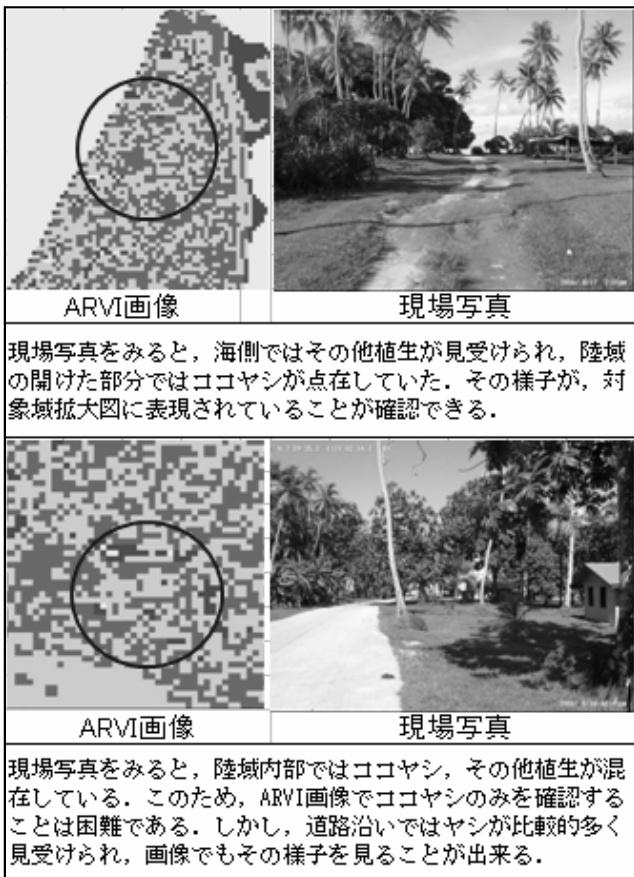 ARVI画像
現場写真
現場写真をみると，海側ではその他植生が見受けられ，陸域
の開けた部分ではココヤシが点在していた．その様子が，対
象域拡大図に表現されていることが確認できる．
ARVI画像
現場写真
現場写真をみると，陸域内部ではココヤシ，その他植生が混
在している．このため，ARVI画像でココヤシのみを確認する
ことは困難である．しかし，道路沿いではヤシが比較的多く
見受けられ，画像でもその様子を見ることが出来る．